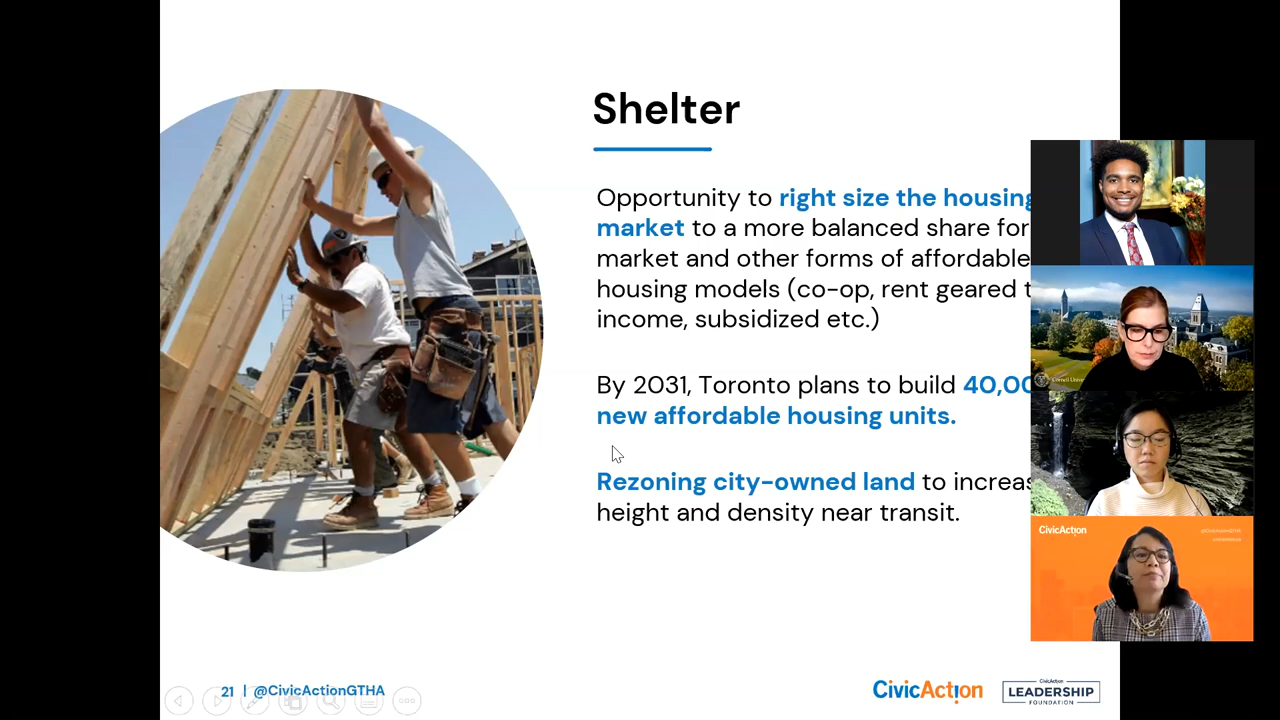 Shelter
Opportunity to right size the housing
market to a more balanced share for
market and other forms of affordable
housing models (co-op, rent geared t
income, subsidized etc.)
By 2031, Toronto plans to build 40,00
new affordable housing units.
Rezoning city-owned land to increas
height and density near transit.
CivicAction
21 | @CivicActionGTHA
CivicAction
CivicAction
LEADERSHIP
FOUNDATION